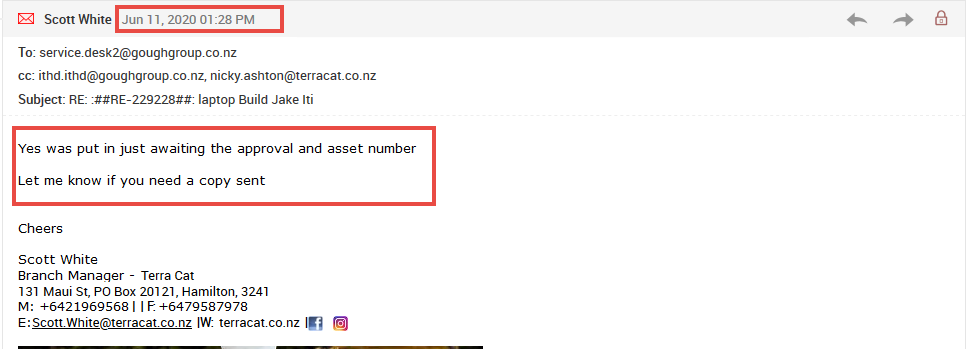 Scott White Jun 11, 2020 01:28 PM
To: service.desk2@goughgroup.co.nz
cc: ithd.ithd@goughgroup.co.nz, nicky.ashton@terracat.co.nz
Subject: RE: :##RE-229228##: laptop Build Jake Iti
Yes was put in just awaiting the approval and asset number
Let me know if you need a copy sent
Cheers
Scott White
Branch Manager - Terra Cat
131 Maui St, PO Box 20121, Hamilton, 3241
M: +6421969568 | | F: +6479587978
E:Scott.White@terracat.co.nz |W: terracat.co.nz |